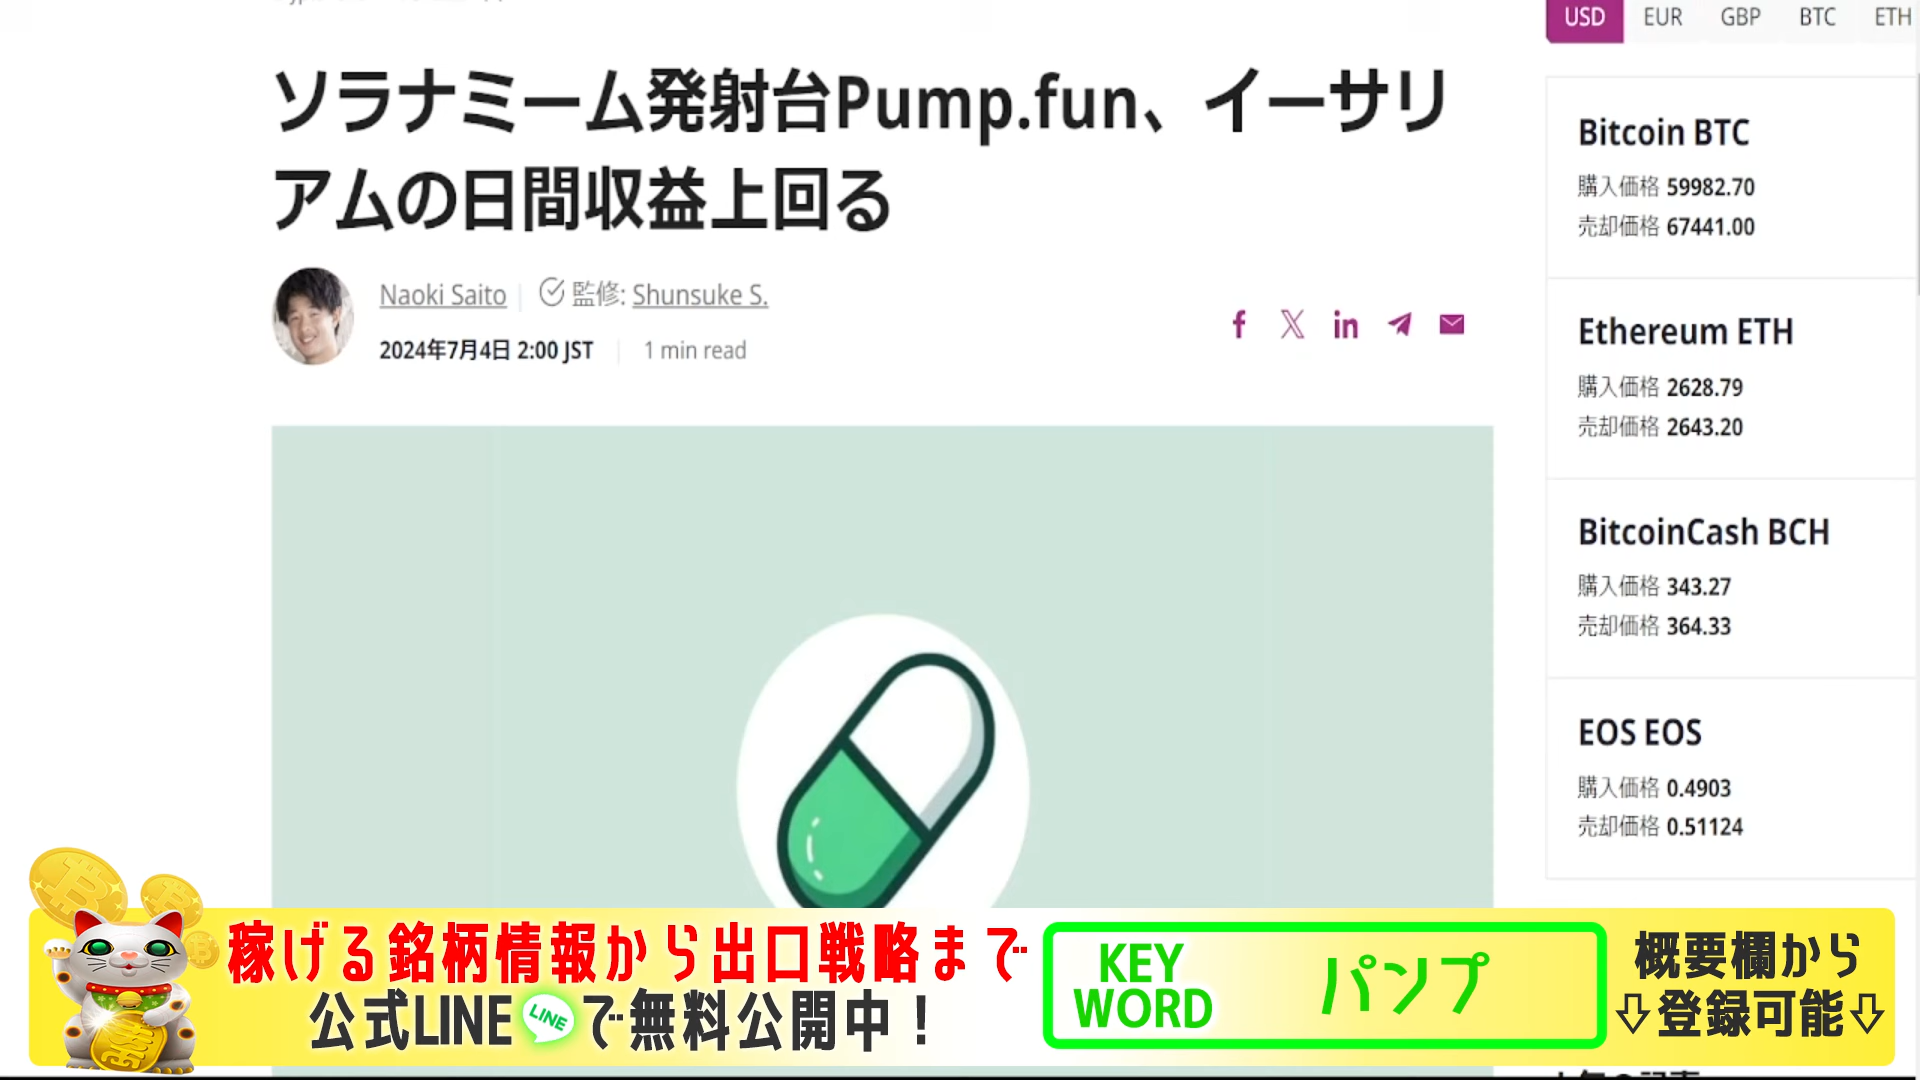 USD EUR GBP BTC ETH
ソラナミーム発射台Pump.fun、イーサリ
アムの日間収益上回る
Naoki Saito
監修: Shunsuke S.
2024年7月4日 2:00 JST
1 min read
Bitcoin BTC
購入価格 59982.70
売却価格 67441.00
Ethereum ETH
購入価格 2628.79
売却価格 2643.20
BitcoinCash BCH
購入価格 343.27
売却価格 364.33
EOS EOS
購入価格 0.4903
売却価格 0.51124
稼げる銘柄情報から出口戦略まで
公式LINE LINE で無料公開中！
KEY
WORD
パンプ
概要欄から
⇩登録可能⇩